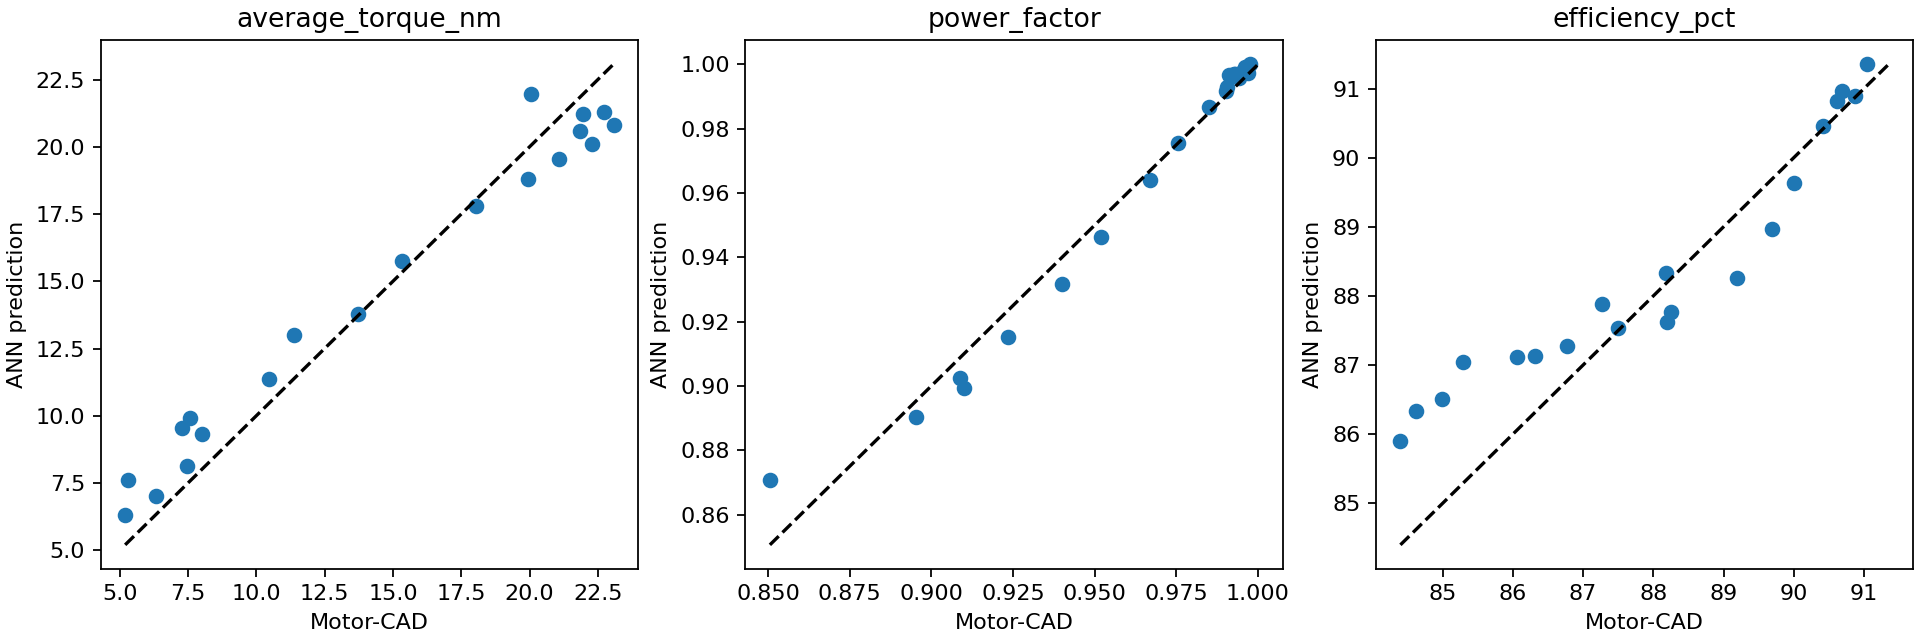 average_torque_nm
22.5
20.0
17.5
15.0
12.5
10.0
7.5
5.0
ANN prediction
5.0 7.5 10.0 12.5 15.0 17.5 20.0 22.5
Motor-CAD
power_factor
1.00
0.98
0.96
0.94
0.92
0.90
0.88
0.86
ANN prediction
0.850 0.875 0.900 0.925 0.950 0.975 1.000
Motor-CAD
efficiency_pct
91
90
89
88
87
86
85
ANN prediction
85 86 87 88 89 90 91
Motor-CAD